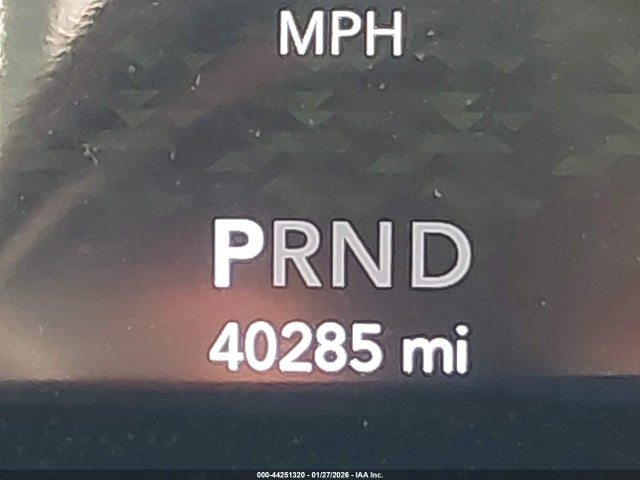 MPH
PRND
40285 mi
000-44251320 - 01/27/2026 - IAA Inc.